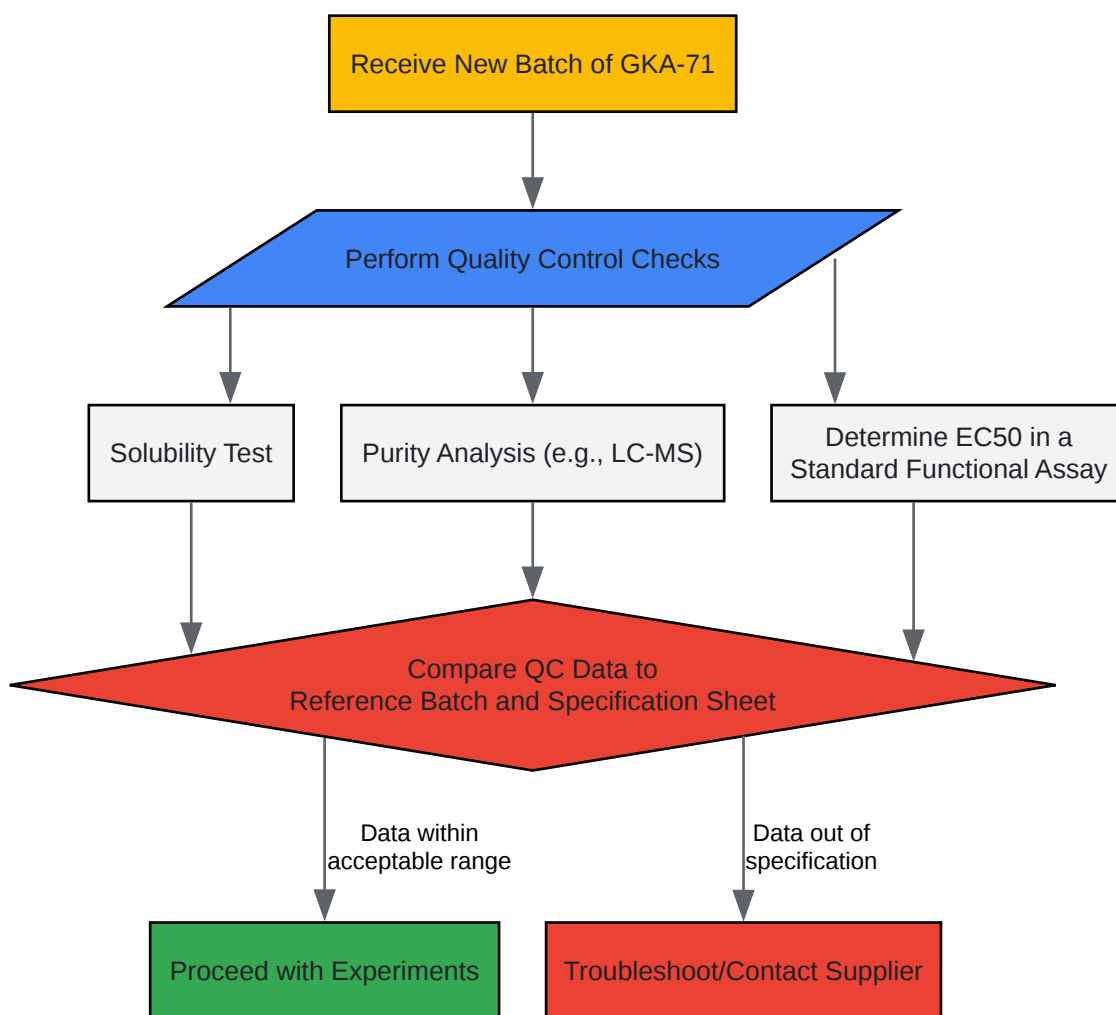 Receive New Batch of GKA-71
Perform Quality Control Checks
Solubility Test
Purity Analysis (e.g., LC-MS)
Determine EC50 in a
Standard Functional Assay
Compare QC Data to
Reference Batch and Specification Sheet
Data within
acceptable range
Data out of
specification
Proceed with Experiments
Troubleshoot/Contact Supplier